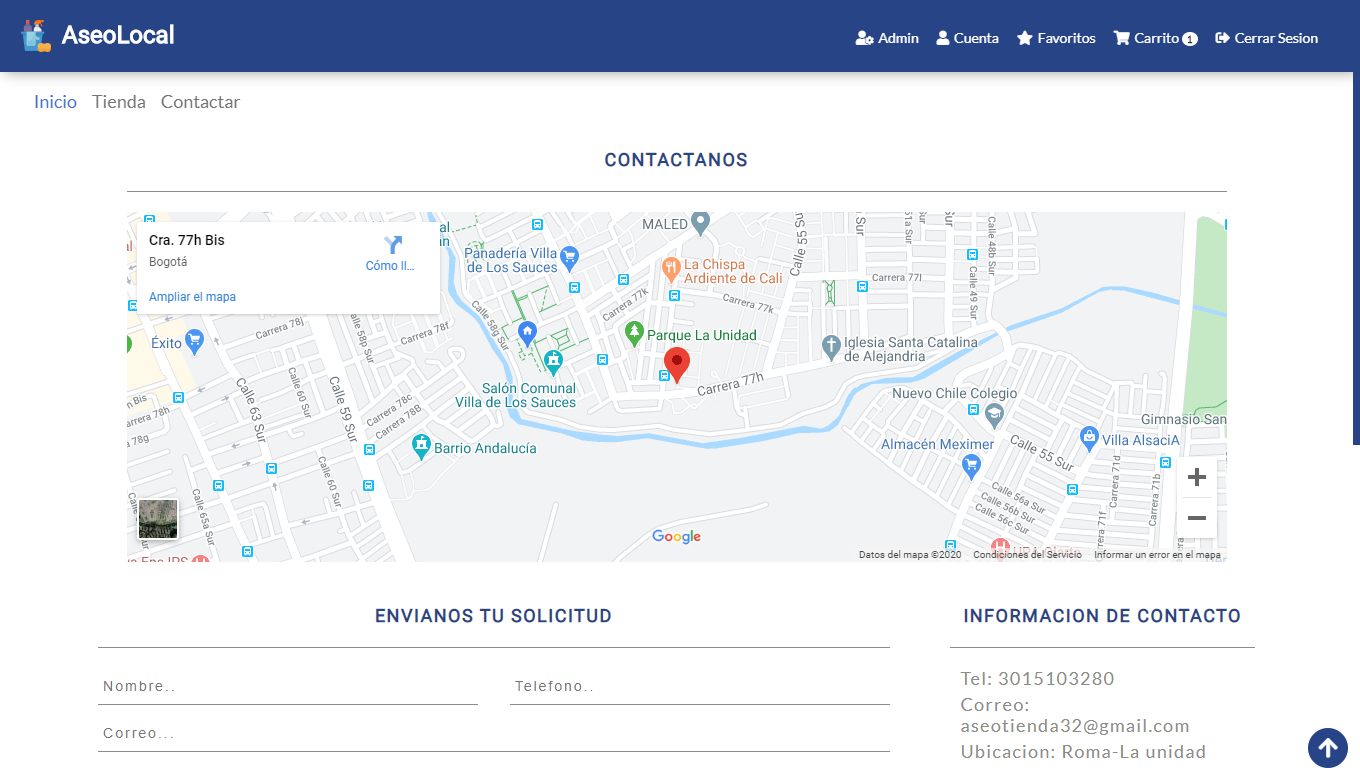 AseoLocal
Admin
Cuenta
Favoritos
Carrito 1
Cerrar Sesion
Inicio
Tienda
Contactar
CONTACTANOS
Cra. 77h Bis
Bogotá
Cómo ll...
Ampliar el mapa
MALED
Panadería Villa
de Los Sauces
La Chispa
Ardiente de Cali
Calle 55 Sur
Calle 48b Sur
Calle 49 Sur
Carrera 77l
Carrera 77k
Carrera 77k
Carrera 78j
Carrera 78f
Calle 58p Sur
Calle 58g Sur
Éxito
Parque La Unidad
Iglesia Santa Catalina
de Alejandria
Salón Comunal
Villa de Los Sauces
Carrera 77h
Nuevo Chile Colegio
Gimnasio San
Calle 63 Sur
Calle 59 Sur
Carrera 78c
Carrera 78B
Barrio Andalucía
Almacén Meximer
Calle 55 Sur
Villa AlsaciA
Calle 60 Sur
Calle 60 Sur
Calle 65a Sur
Calle 56a Sur
Calle 56b Sur
Calle 56c Sur
Carrera 71d
Carrera 71b
Carrera 71f
Google
Datos del mapa ©2020
Condiciones del Servicio
Informar un error en el mapa
ENVIANOS TU SOLICITUD
INFORMACION DE CONTACTO
Nombre..
Telefono..
Correo...
Tel: 3015103280
Correo:
aseotienda32@gmail.com
Ubicacion: Roma-La unidad